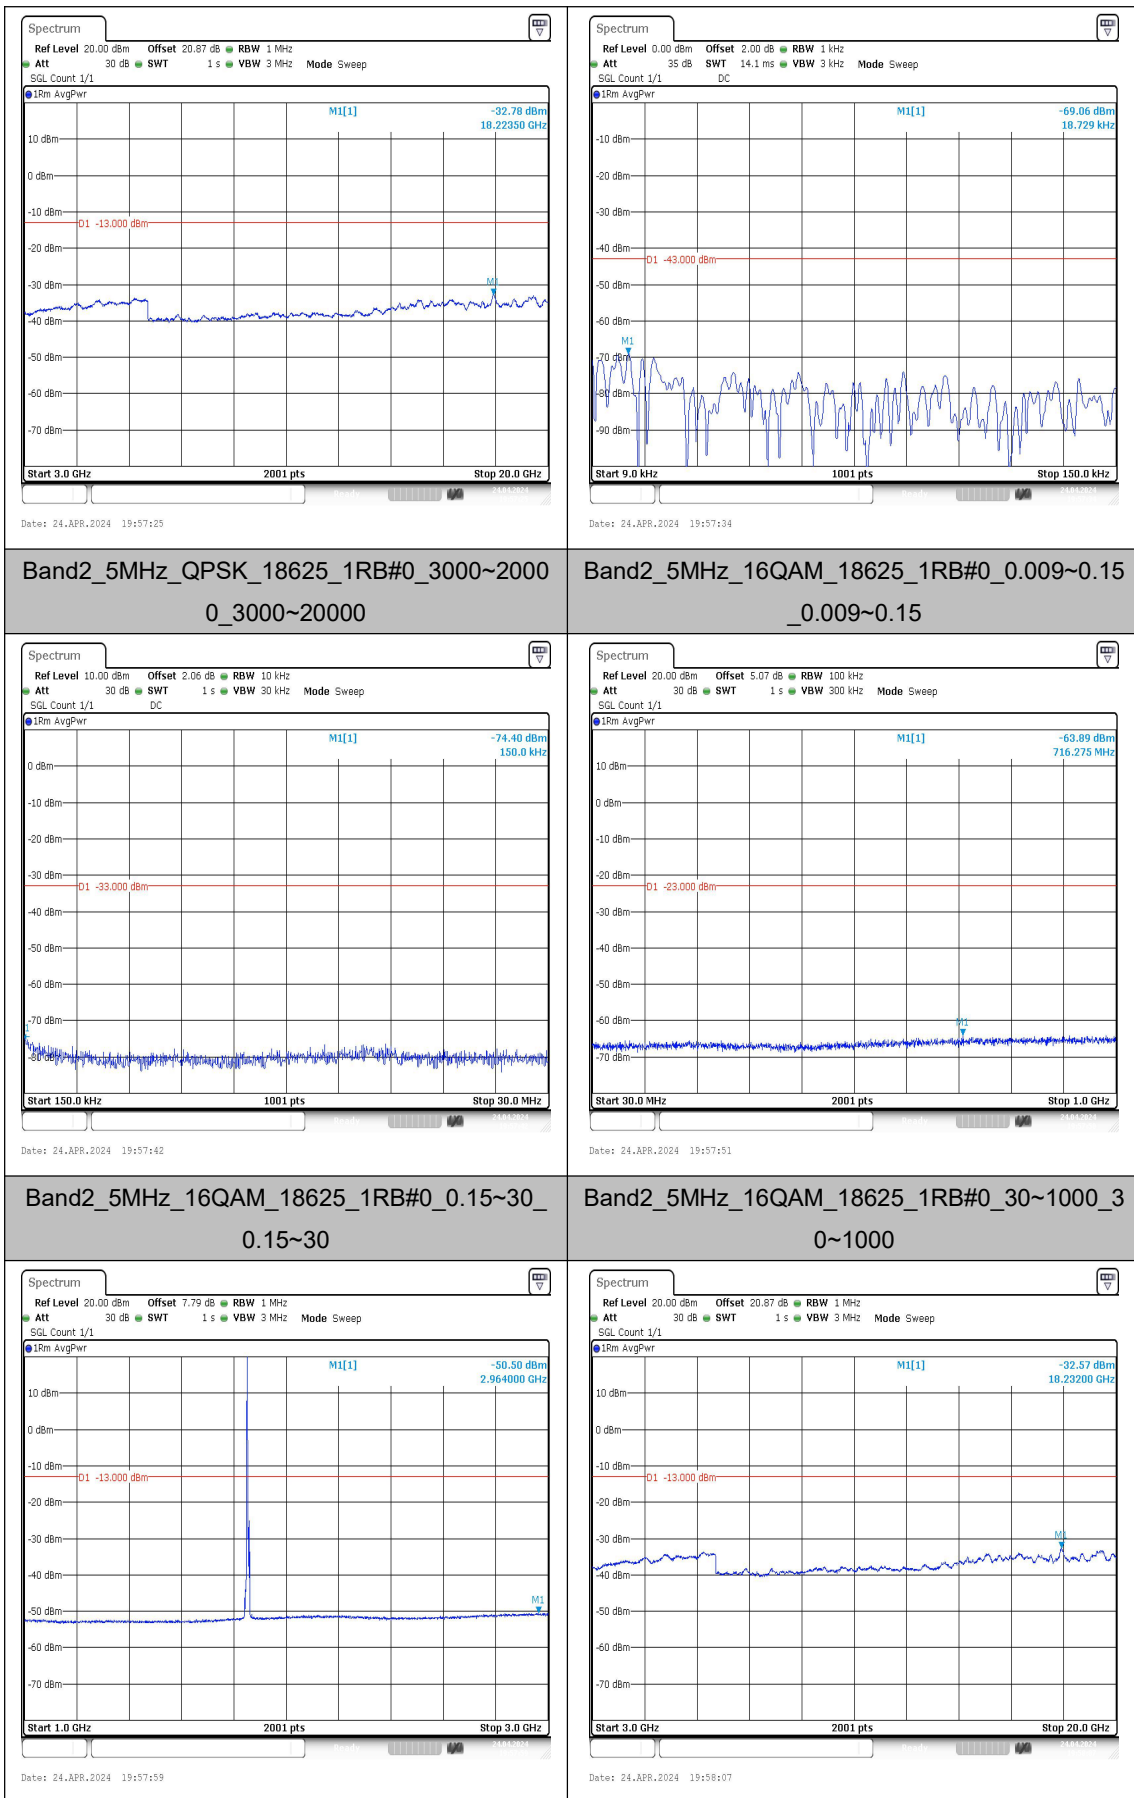 Spectrum
Ref Level 20.00 dBm Offset 20.87 dB RBW 1 MHz
Att 30 dB SWT 1 s VBW 3 MHz Mode Sweep
SGL Count 1/1
1Rm AvgPwr
M1[1] -32.78 dBm
18.22350 GHz
10 dBm
0 dBm
-10 dBm
D1 -13.000 dBm
-20 dBm
M1
-30 dBm
-40 dBm
-50 dBm
-60 dBm
-70 dBm
Start 3.0 GHz 2001 pts Stop 20.0 GHz
Date: 24.APR.2024 19:57:25
Spectrum
Ref Level 0.00 dBm Offset 2.00 dB RBW 1 kHz
Att 35 dB SWT 14.1 ms VBW 3 kHz Mode Sweep
SGL Count 1/1 DC
1Rm AvgPwr
M1[1] -69.06 dBm
18.729 kHz
-10 dBm
-20 dBm
-30 dBm
-40 dBm
D1 -43.000 dBm
-50 dBm
-60 dBm
M1
-70 dBm
-80 dBm
-90 dBm
Start 9.0 kHz 1001 pts Stop 150.0 kHz
Date: 24.APR.2024 19:57:34
Band2_5MHz_QPSK_18625_1RB#0_3000~2000
0_3000~20000
Band2_5MHz_16QAM_18625_1RB#0_0.009~0.15
_0.009~0.15
Spectrum
Ref Level 10.00 dBm Offset 2.06 dB RBW 10 kHz
Att 30 dB SWT 1 s VBW 30 kHz Mode Sweep
SGL Count 1/1 DC
1Rm AvgPwr
M1[1] -74.40 dBm
150.0 kHz
0 dBm
-10 dBm
-20 dBm
-30 dBm
D1 -33.000 dBm
-40 dBm
-50 dBm
-60 dBm
-70 dBm
-80 dBm
Start 150.0 kHz 1001 pts Stop 30.0 MHz
Date: 24.APR.2024 19:57:42
Spectrum
Ref Level 20.00 dBm Offset 5.07 dB RBW 100 kHz
Att 30 dB SWT 1 s VBW 300 kHz Mode Sweep
SGL Count 1/1
1Rm AvgPwr
M1[1] -63.89 dBm
716.275 MHz
10 dBm
0 dBm
-10 dBm
-20 dBm
D1 -23.000 dBm
-30 dBm
-40 dBm
-50 dBm
-60 dBm
M1
-70 dBm
Start 30.0 MHz 2001 pts Stop 1.0 GHz
Date: 24.APR.2024 19:57:51
Band2_5MHz_16QAM_18625_1RB#0_0.15~30_
0.15~30
Band2_5MHz_16QAM_18625_1RB#0_30~1000_3
0~1000
Spectrum
Ref Level 20.00 dBm Offset 7.79 dB RBW 1 MHz
Att 30 dB SWT 1 s VBW 3 MHz Mode Sweep
SGL Count 1/1
1Rm AvgPwr
M1[1] -50.50 dBm
2.964000 GHz
10 dBm
0 dBm
-10 dBm
D1 -13.000 dBm
-20 dBm
-30 dBm
-40 dBm
-50 dBm
M1
-60 dBm
-70 dBm
Start 1.0 GHz 2001 pts Stop 3.0 GHz
Date: 24.APR.2024 19:57:59
Spectrum
Ref Level 20.00 dBm Offset 20.87 dB RBW 1 MHz
Att 30 dB SWT 1 s VBW 3 MHz Mode Sweep
SGL Count 1/1
1Rm AvgPwr
M1[1] -32.57 dBm
18.23200 GHz
10 dBm
0 dBm
-10 dBm
D1 -13.000 dBm
-20 dBm
-30 dBm
M1
-40 dBm
-50 dBm
-60 dBm
-70 dBm
Start 3.0 GHz 2001 pts Stop 20.0 GHz
Date: 24.APR.2024 19:58:07